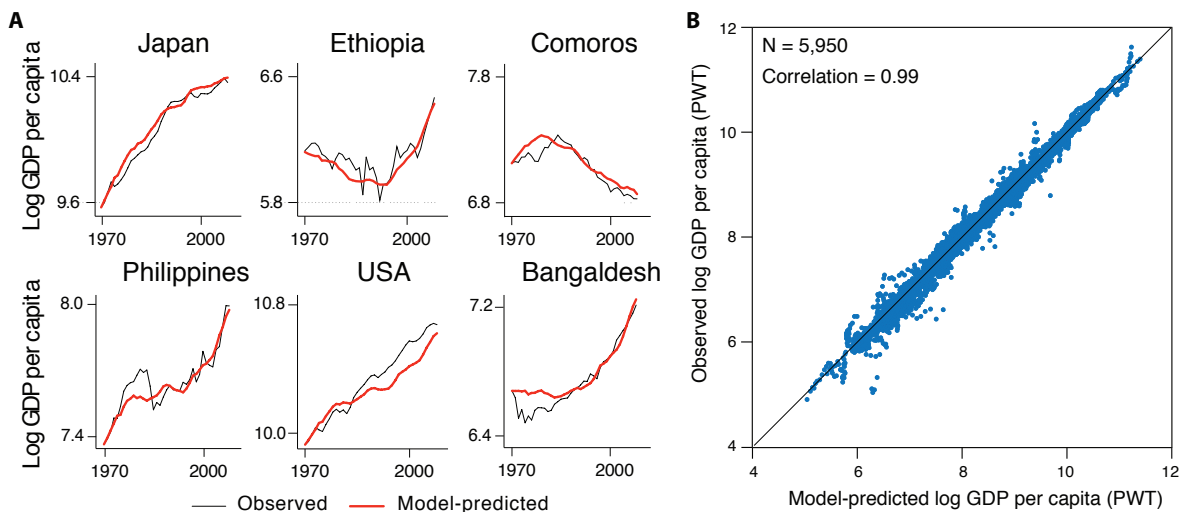 A
Japan
Ethiopia
Comoros
Log GDP per capita
10.4
9.6
1970
2000
6.6
5.8
1970
2000
7.8
6.8
1970
2000
Philippines
USA
Bangaldesh
Log GDP per capita
8.0
7.4
1970
2000
10.8
10.0
1970
2000
7.2
6.4
1970
2000
Observed
Model-predicted
B
N = 5,950
Correlation = 0.99
Observed log GDP per capita (PWT)
12
10
8
6
4
4
6
8
10
12
Model-predicted log GDP per capita (PWT)